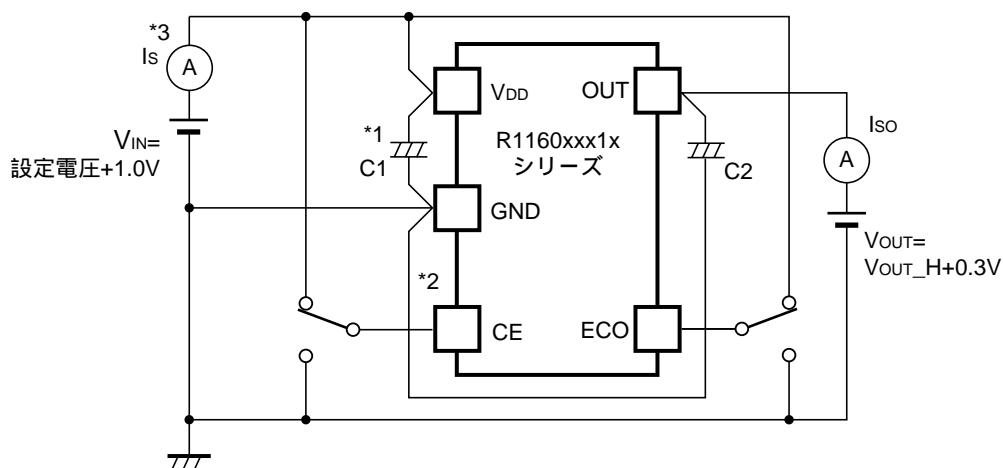 *3
Is
A
VIN=
設定電圧+1.0V
*1
C1
VDD
OUT
R1160xxx1x
シリーズ
GND
*2
CE
ECO
C2
Iso
A
VOUT=
VOUT_H+0.3V